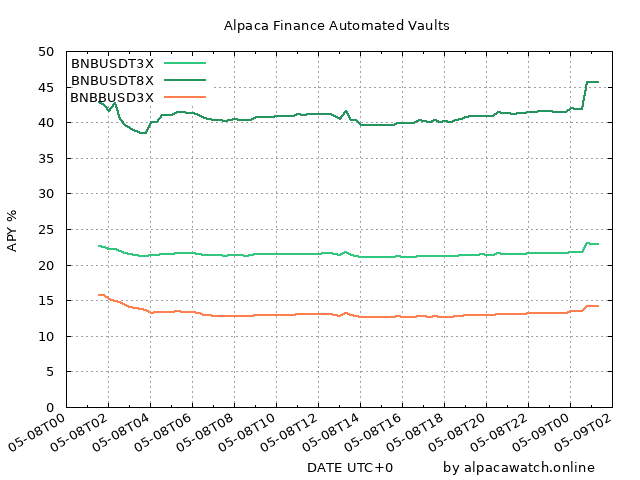 Alpaca Finance Automated Vaults
BNBUSDT3X
BNBUSDT8X
BNBBUSD3X
APY %
50
45
40
35
30
25
20
15
10
5
0
05-08T00
05-08T02
05-08T04
05-08T06
05-08T08
05-08T10
05-08T12
05-08T14
05-08T16
05-08T18
05-08T20
05-08T22
05-09T00
05-09T02
DATE UTC+0
by alpacawatch.online